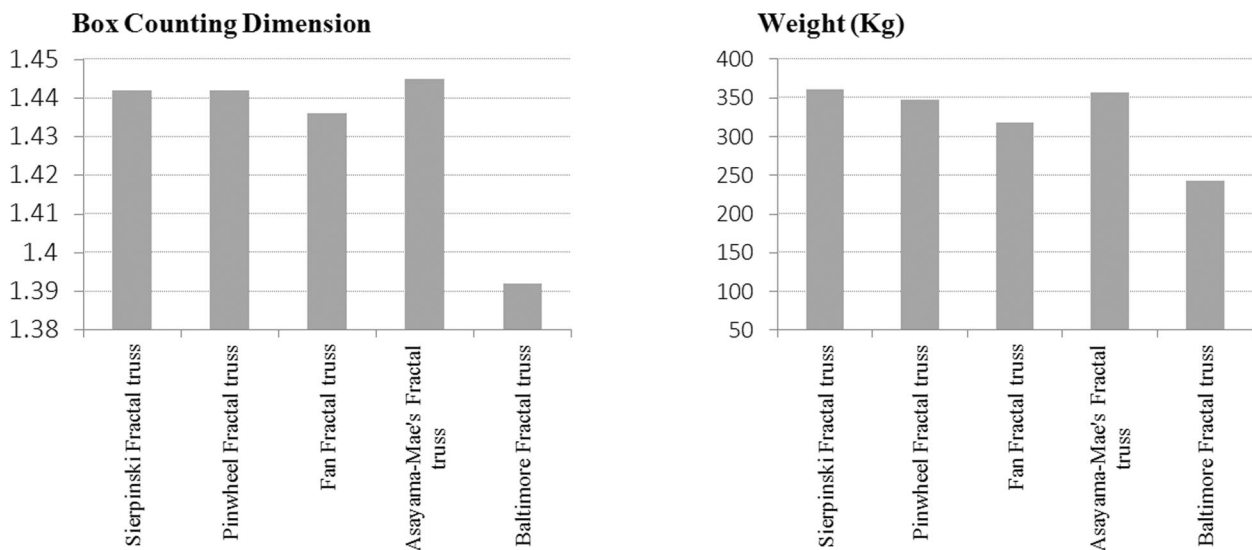 Box Counting Dimension
1.45
1.44
1.43
1.42
1.41
1.4
1.39
1.38
Sierpinski Fractal truss
Pinwheel Fractal truss
Fan Fractal truss
Asayama-Mae's Fractal
truss
Baltimore Fractal truss
Weight (Kg)
400
350
300
250
200
150
100
50
Sierpinski Fractal truss
Pinwheel Fractal truss
Fan Fractal truss
Asayama-Mae's Fractal
truss
Baltimore Fractal truss